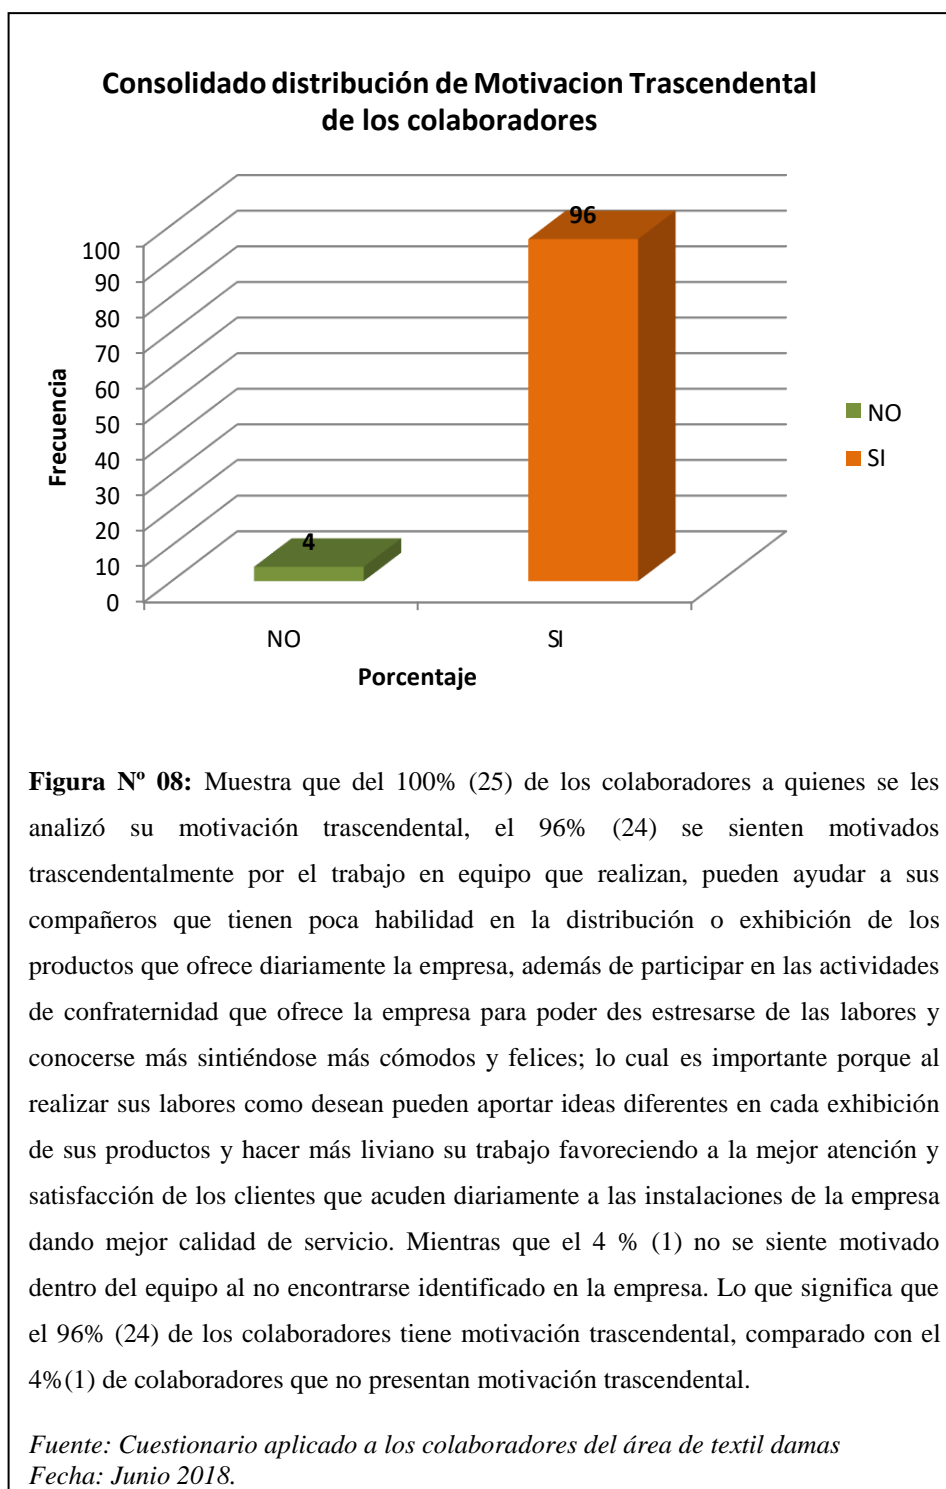 Consolidado distribución de Motivacion Trascendental
de los colaboradores
96
100
90
80
70
60
50
40
30
20
10
0
Frecuencia
4
NO
SI
NO
SI
Porcentaje
Figura Nº 08: Muestra que del 100% (25) de los colaboradores a quienes se les
analizó su motivación trascendental, el 96% (24) se sienten motivados
trascendentalmente por el trabajo en equipo que realizan, pueden ayudar a sus
compañeros que tienen poca habilidad en la distribución o exhibición de los
productos que ofrece diariamente la empresa, además de participar en las actividades
de confraternidad que ofrece la empresa para poder des estresarse de las labores y
conocerse más sintiéndose más cómodos y felices; lo cual es importante porque al
realizar sus labores como desean pueden aportar ideas diferentes en cada exhibición
de sus productos y hacer más liviano su trabajo favoreciendo a la mejor atención y
satisfacción de los clientes que acuden diariamente a las instalaciones de la empresa
dando mejor calidad de servicio. Mientras que el 4 % (1) no se siente motivado
dentro del equipo al no encontrarse identificado en la empresa. Lo que significa que
el 96% (24) de los colaboradores tiene motivación trascendental, comparado con el
4%(1) de colaboradores que no presentan motivación trascendental.
Fuente: Cuestionario aplicado a los colaboradores del área de textil damas
Fecha: Junio 2018.